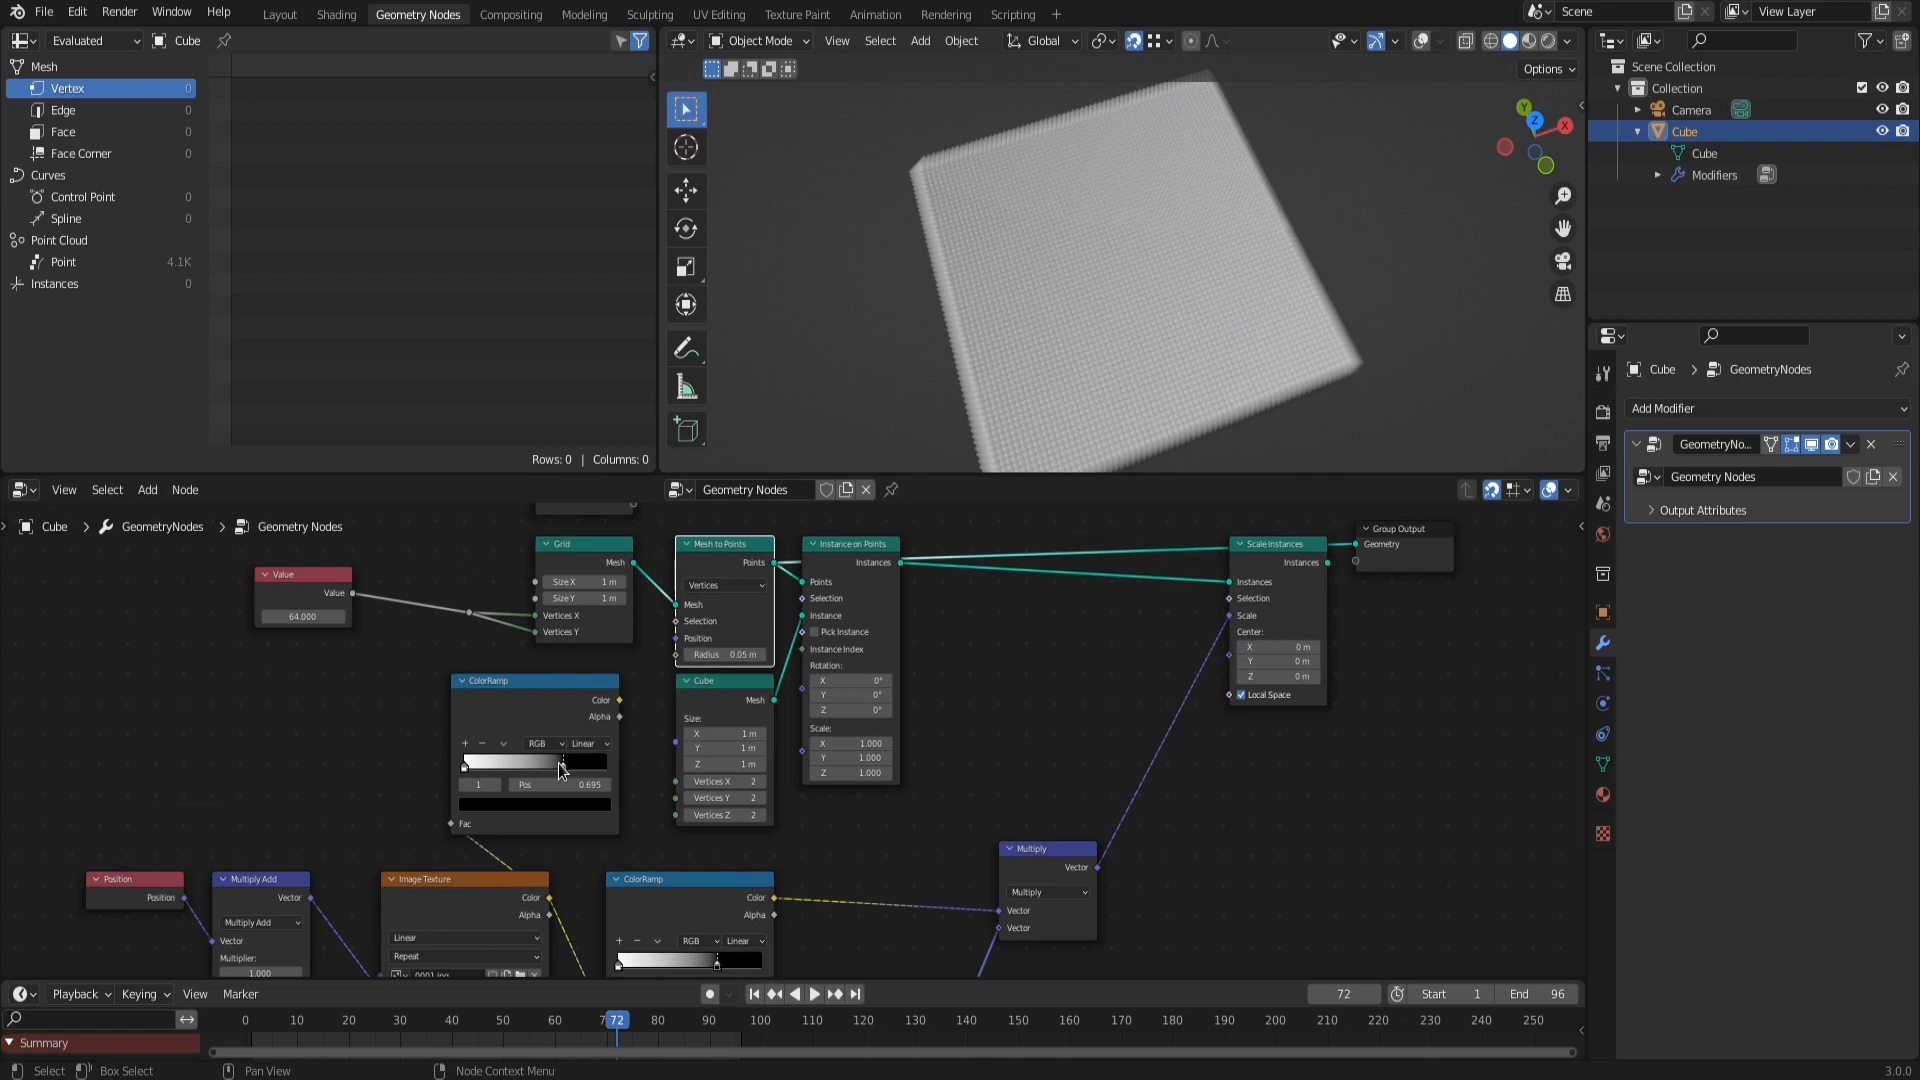 File Edit Render Window Help
Layout Shading Geometry Nodes Compositing Modeling Sculpting UV Editing Texture Paint Animation Rendering Scripting
Scene View Layer
Evaluated Cube
Object Mode View Select Add Object Global
Options
Mesh
Vertex 0
Edge 0
Face 0
Face Corner 0
Curves
Control Point 0
Spline 0
Point Cloud
Point 4.1K
Instances 0
Rows: 0 | Columns: 0
Y
Z
X
Scene Collection
Collection
Camera
Cube
Cube
Modifiers
Cube > GeometryNodes
Add Modifier
GeometryNo...
Geometry Nodes
Output Attributes
View Select Add Node
Geometry Nodes
Cube > GeometryNodes > Geometry Nodes
Value
Value
64.000
Grid
Mesh
Size X 1 m
Size Y 1 m
Vertices X
Vertices Y
Mesh to Points
Points
Vertices
Mesh
Selection
Position
Radius 0.05 m
Instance on Points
Instances
Points
Selection
Instance
Pick Instance
Instance Index
Rotation:
X 0°
Y 0°
Z 0°
Scale:
X 1.000
Y 1.000
Z 1.000
Scale Instances
Instances
Instances
Selection
Scale
Center:
X 0 m
Y 0 m
Z 0 m
Local Space
Group Output
Geometry
ColorRamp
Color
Alpha
RGB Linear
1 Pos 0.695
Fac
Cube
Mesh
Size:
X 1 m
Y 1 m
Z 1 m
Vertices X 2
Vertices Y 2
Vertices Z 2
Multiply
Vector
Multiply
Vector
Vector
Position
Position
Multiply Add
Vector
Multiply Add
Vector
Multiplier:
1.000
Image Texture
Color
Alpha
Linear
Repeat
0001.jpg
ColorRamp
Color
Alpha
RGB Linear
Playback Keying View Marker
72 Start 1 End 96
0 10 20 30 40 50 60 7 72 80 90 100 110 120 130 140 150 160 170 180 190 200 210 220 230 240 250
Summary
Select Box Select Pan View Node Context Menu
3.0.0